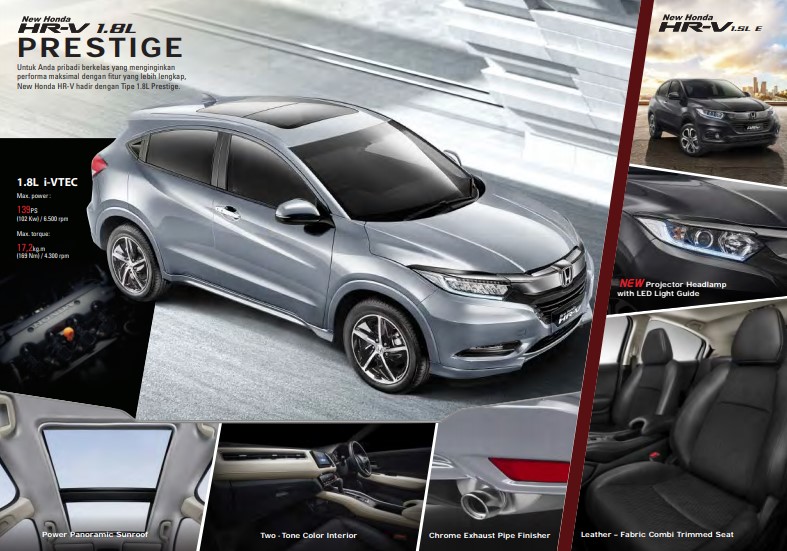 New Honda
HR-V 1.8L
PRESTIGE
Untuk Anda pribadi berkelas yang menginginkan
performa maksimal dengan fitur yang lebih lengkap,
New Honda HR-V hadir dengan Tipe 1.8L Prestige.
1.8L i-VTEC
Max. power :
139PS
(102 Kw) / 6.500 rpm
Max. torque:
17,2kg.m
(169 Nm) / 4.300 rpm
HR-V
Power Panoramic Sunroof
Two - Tone Color Interior
Chrome Exhaust Pipe Finisher
New Honda
HR-V 1.5L E
NEW Projector Headlamp
with LED Light Guide
Leather – Fabric Combi Trimmed Seat